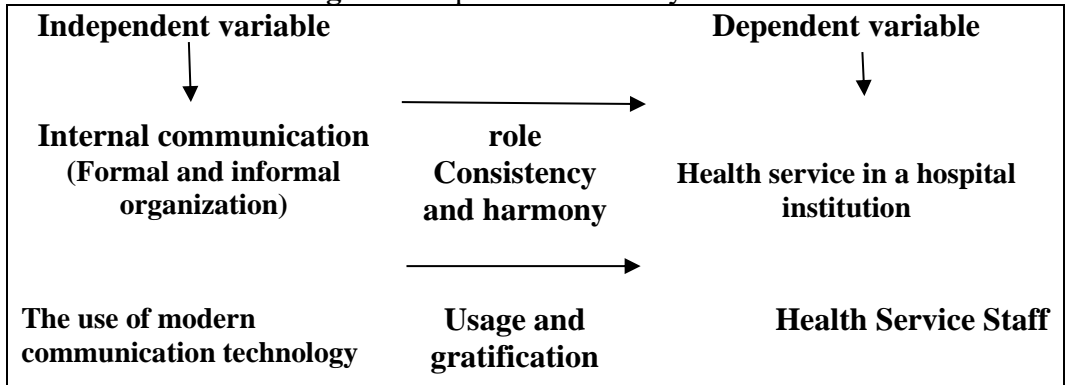 Independent variable
Dependent variable
Internal communication
(Formal and informal
organization)
role
Consistency
and harmony
Health service in a hospital
institution
The use of modern
communication technology
Usage and
gratification
Health Service Staff